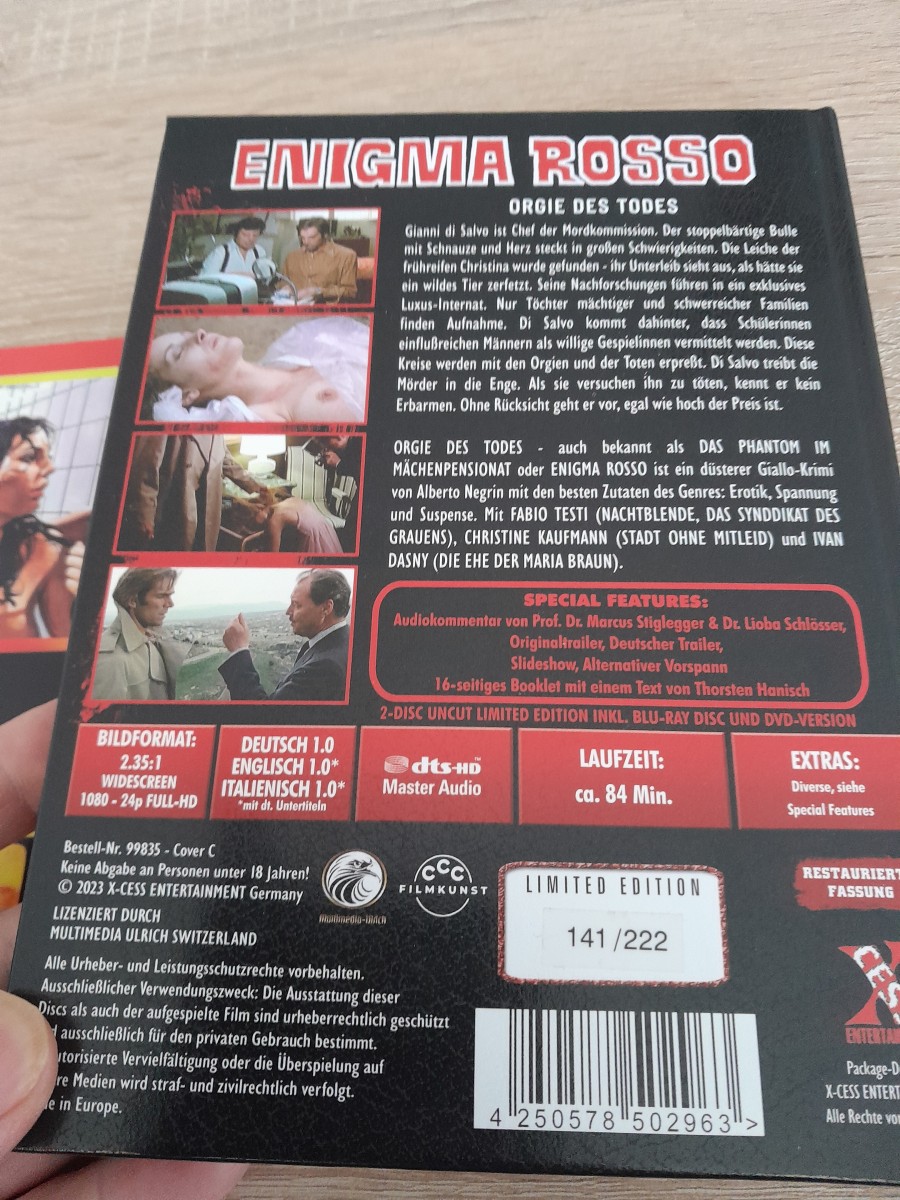 ENIGMA ROSSO
ORGIE DES TODES
Gianni di Salvo ist Chef der Mordkommission. Der stoppelbärtige Bulle
mit Schnauze und Herz steckt in großen Schwierigkeiten. Die Leiche der
frühreifen Christina wurde gefunden - ihr Unterleib sieht aus, als hätte sie
ein wildes Tier zerfetzt. Seine Nachforschungen führen in ein exklusives
Luxus-Internat. Nur Töchter mächtiger und schwerreicher Familien
finden Aufnahme. Di Salvo kommt dahinter, dass Schülerinnen
einflußreichen Männern als willige Gespielinnen vermittelt werden. Diese
Kreise werden mit den Orgien und der Toten erpreßt. Di Salvo treibt die
Mörder in die Enge. Als sie versuchen ihn zu töten, kennt er kein
Erbarmen. Ohne Rücksicht geht er vor, egal wie hoch der Preis ist.
ORGIE DES TODES - auch bekannt als DAS PHANTOM IM
MÄCHENPENSIONAT oder ENIGMA ROSSO ist ein düsterer Giallo-Krimi
von Alberto Negrin mit den besten Zutaten des Genres: Erotik, Spannung
und Suspense. Mit FABIO TESTI (NACHTBLENDE, DAS SYNDDIKAT DES
GRAUENS), CHRISTINE KAUFMANN (STADT OHNE MITLEID) und IVAN
DASNY (DIE EHE DER MARIA BRAUN).
SPECIAL FEATURES:
Audiokommentar von Prof. Dr. Marcus Stiglegger & Dr. Lioba Schlösser,
Originaltrailer, Deutscher Trailer,
Slideshow, Alternativer Vorspann
16-seitiges Booklet mit einem Text von Thorsten Hanisch
2-DISC UNCUT LIMITED EDITION INKL. BLU-RAY DISC UND DVD-VERSION
BILDFORMAT:
2.35:1
WIDESCREEN
1080 - 24p FULL-HD
DEUTSCH 1.0
ENGLISCH 1.0*
ITALIENISCH 1.0*
*mit dt. Untertiteln
dts-HD
Master Audio
LAUFZEIT:
ca. 84 Min.
EXTRAS:
Diverse, siehe
Special Features
Bestell-Nr. 99835 - Cover C
Keine Abgabe an Personen unter 18 Jahren!
© 2023 X-CESS ENTERTAINMENT Germany
LIZENZIERT DURCH
MULTIMEDIA ULRICH SWITZERLAND
multimedia-ulrich
CCC
FILMKUNST
LIMITED EDITION
141/222
RESTAURIERT
FASSUNG
Alle Urheber- und Leistungsschutzrechte vorbehalten.
Ausschließlicher Verwendungszweck: Die Ausstattung dieser
Discs als auch der aufgespielte Film sind urheberrechtlich geschützt
ausschließlich für den privaten Gebrauch bestimmt.
utorisierte Vervielfältigung oder die Überspielung auf
re Medien wird straf- und zivilrechtlich verfolgt.
e in Europe.
4 250578 502963 >
XCESS
ENTERTAI
Package-D
X-CESS ENTER
Alle Rechte vo